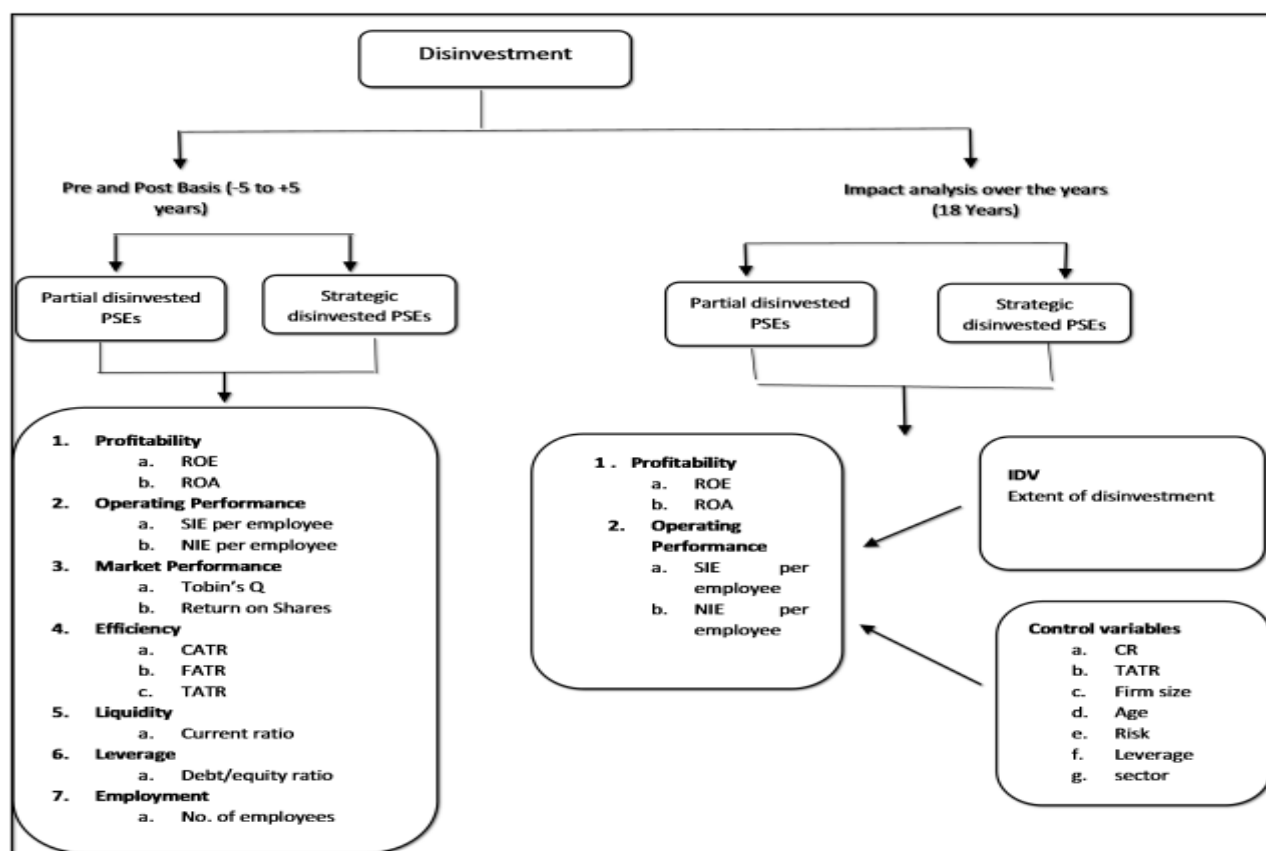 Disinvestment
Pre and Post Basis (-5 to +5
years)
Impact analysis over the years
(18 Years)
Partial disinvested
PSEs
Strategic
disinvested PSEs
Partial disinvested
PSEs
Strategic
disinvested PSEs
1. Profitability
a. ROE
b. ROA
2. Operating Performance
a. SIE per employee
b. NIE per employee
3. Market Performance
a. Tobin's Q
b. Return on Shares
4. Efficiency
a. CATR
b. FATR
c. TATR
5. Liquidity
a. Current ratio
6. Leverage
a. Debt/equity ratio
7. Employment
a. No. of employees
1 . Profitability
a. ROE
b. ROA
2. Operating
Performance
a. SIE per
employee
b. NIE per
employee
IDV
Extent of disinvestment
Control variables
a. CR
b. TATR
c. Firm size
d. Age
e. Risk
f. Leverage
g. sector